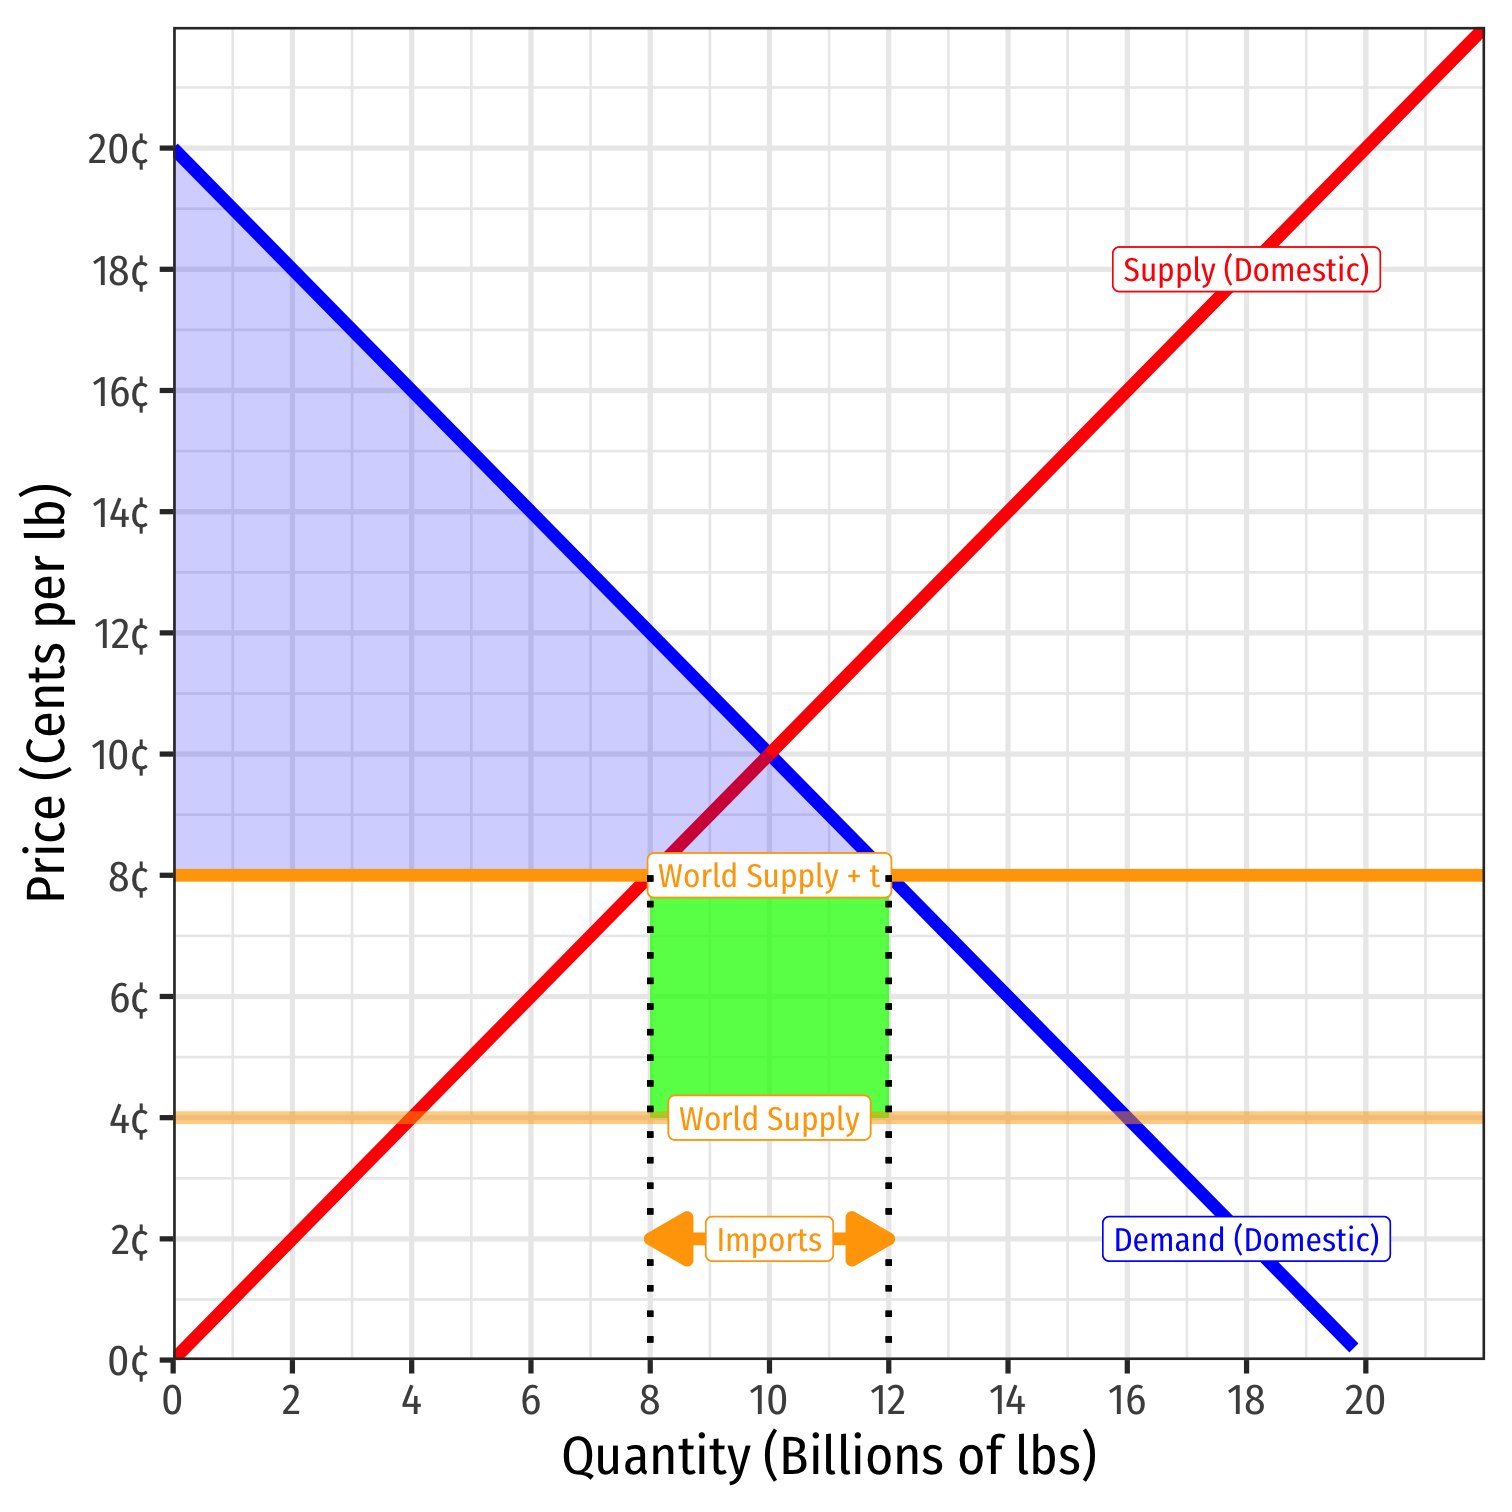 Price (Cents per lb)
20¢
18¢
16¢
14¢
12¢
10¢
8¢
6¢
4¢
2¢
0¢
Supply (Domestic)
World Supply + t
World Supply
Imports
Demand (Domestic)
0 2 4 6 8 10 12 14 16 18 20
Quantity (Billions of lbs)